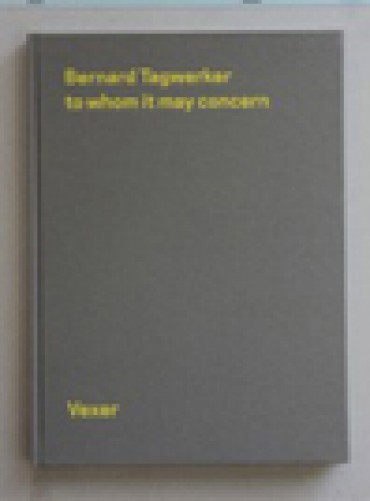 Bernard Tagwerker
to whom it may concern
Vexer